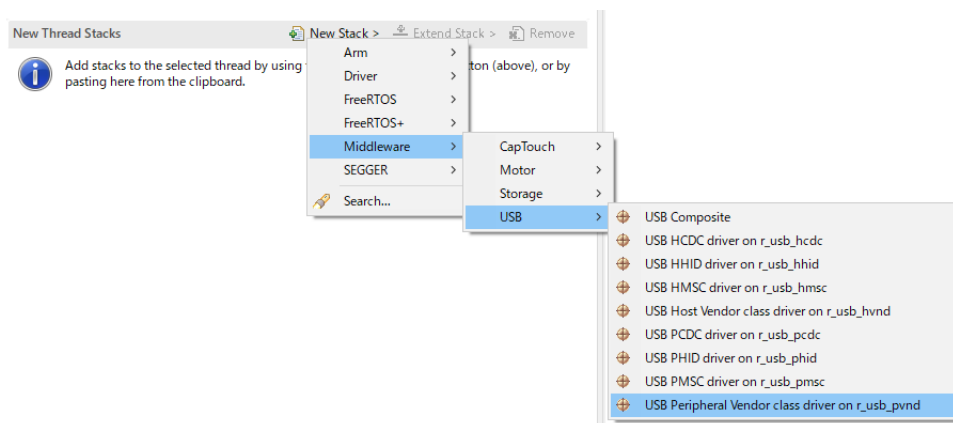 New Thread Stacks
New Stack > Extend Stack > Remove
Add stacks to the selected thread by using
ton (above), or by
pasting here from the clipboard.
Arm
Driver
FreeRTOS
FreeRTOS+
Middleware
SEGGER
Search...
CapTouch
Motor
Storage
USB
USB Composite
USB HCDC driver on r_usb_hcdc
USB HHID driver on r_usb_hhid
USB HMSC driver on r_usb_hmsc
USB Host Vendor class driver on r_usb_hvnd
USB PCDC driver on r_usb_pcdc
USB PHID driver on r_usb_phid
USB PMSC driver on r_usb_pmsc
USB Peripheral Vendor class driver on r_usb_pvnd